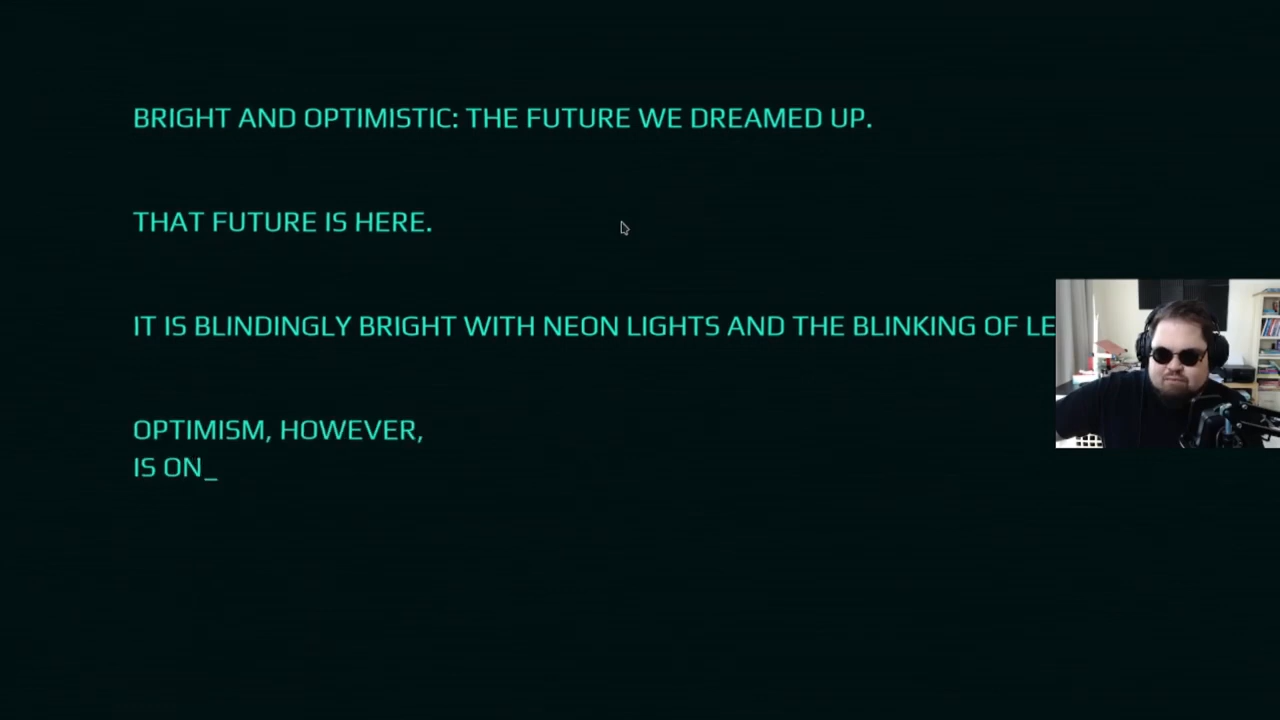 BRIGHT AND OPTIMISTIC: THE FUTURE WE DREAMED UP.
THAT FUTURE IS HERE.
IT IS BLINDINGLY BRIGHT WITH NEON LIGHTS AND THE BLINKING OF LE
OPTIMISM, HOWEVER,
IS ON_